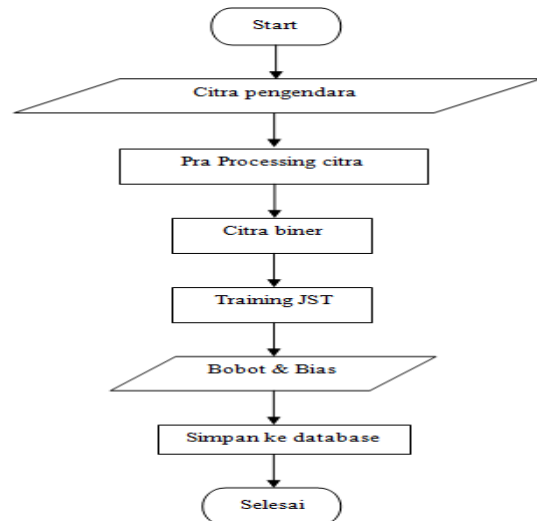 Start
Citra pengendara
Pra Processing citra
Citra biner
Training JST
Bobot & Bias
Simpan ke database
Selesai